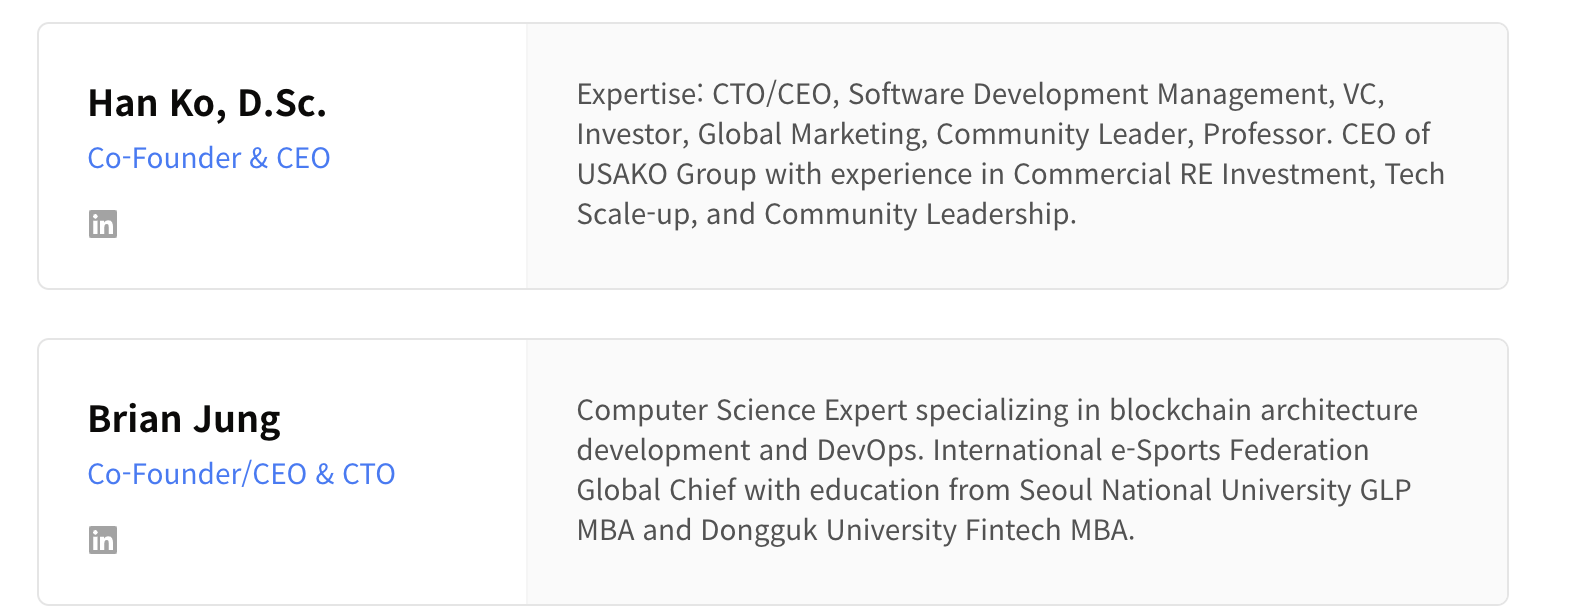 Han Ko, D.Sc.
Co-Founder & CEO
in
Expertise: CTO/CEO, Software Development Management, VC,
Investor, Global Marketing, Community Leader, Professor. CEO of
USAKO Group with experience in Commercial RE Investment, Tech
Scale-up, and Community Leadership.
Brian Jung
Co-Founder/CEO & CTO
in
Computer Science Expert specializing in blockchain architecture
development and DevOps. International e-Sports Federation
Global Chief with education from Seoul National University GLP
MBA and Dongguk University Fintech MBA.